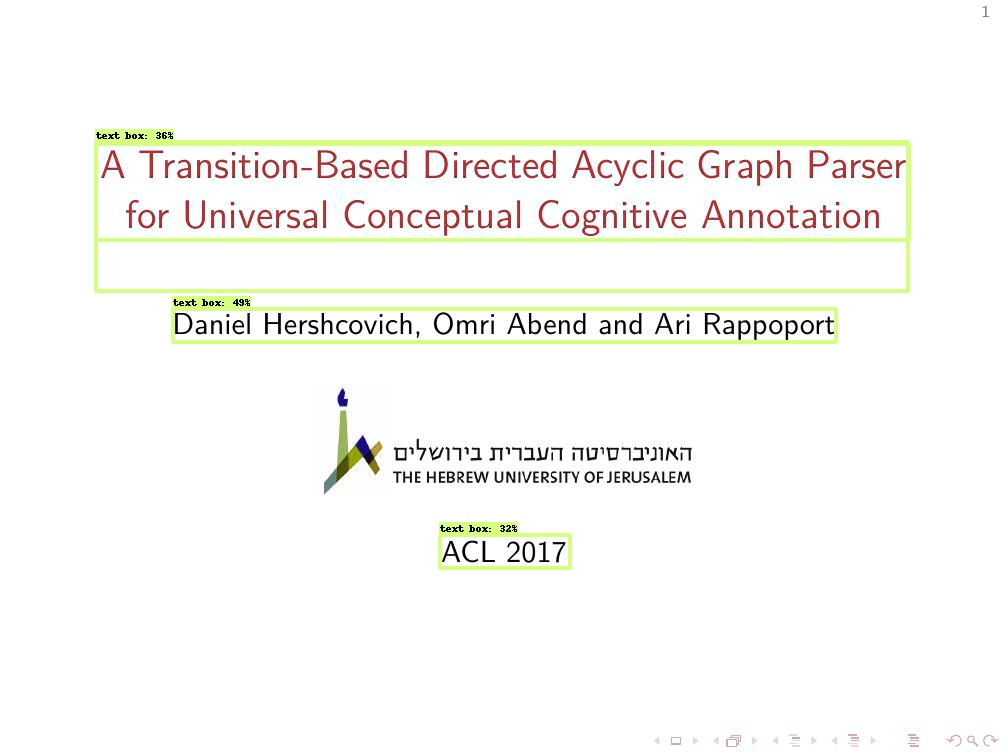 1
text box: 36%
A Transition-Based Directed Acyclic Graph Parser
for Universal Conceptual Cognitive Annotation
text box: 49%
Daniel Hershcovich, Omri Abend and Ari Rappoport
האוניברסיטה העברית בירושלים
THE HEBREW UNIVERSITY OF JERUSALEM
text box: 32%
ACL 2017